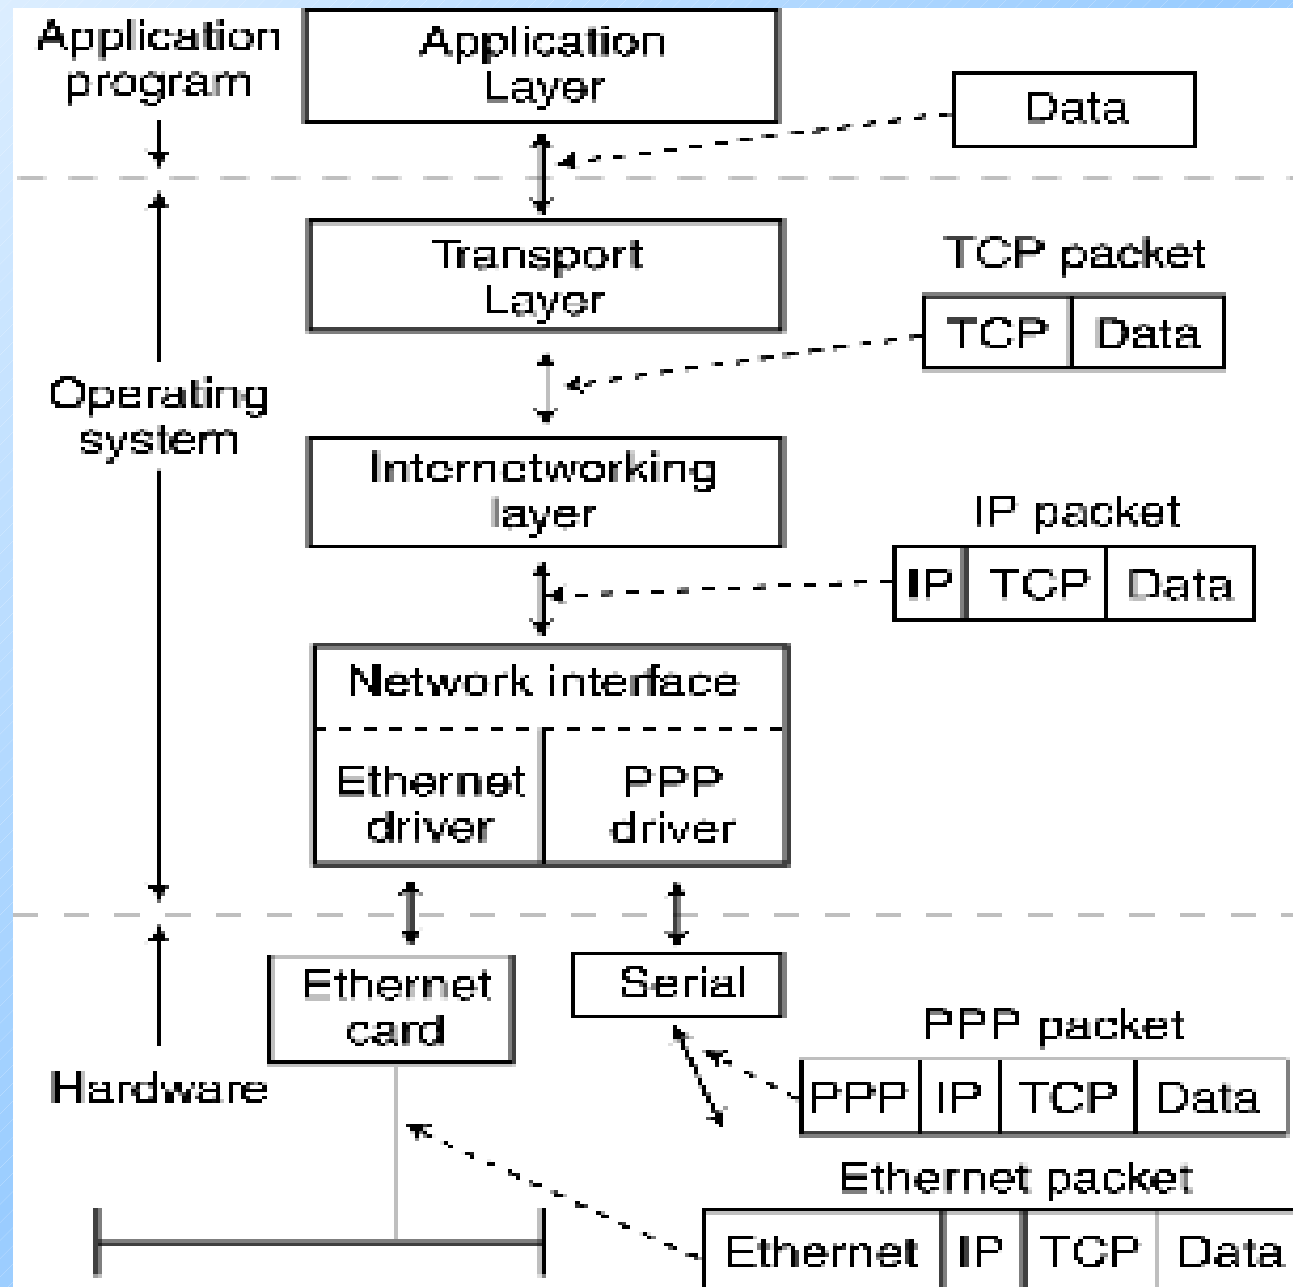 Application
program
Application
Layer
Data
Transport
Layer
TCP packet
TCP Data
Operating
system
Internetworking
layer
IP packet
IP TCP Data
Network interface
Ethernet
driver
PPP
driver
Ethernet
card
Serial
Hardware
PPP packet
PPP IP TCP Data
Ethernet packet
Ethernet IP TCP Data